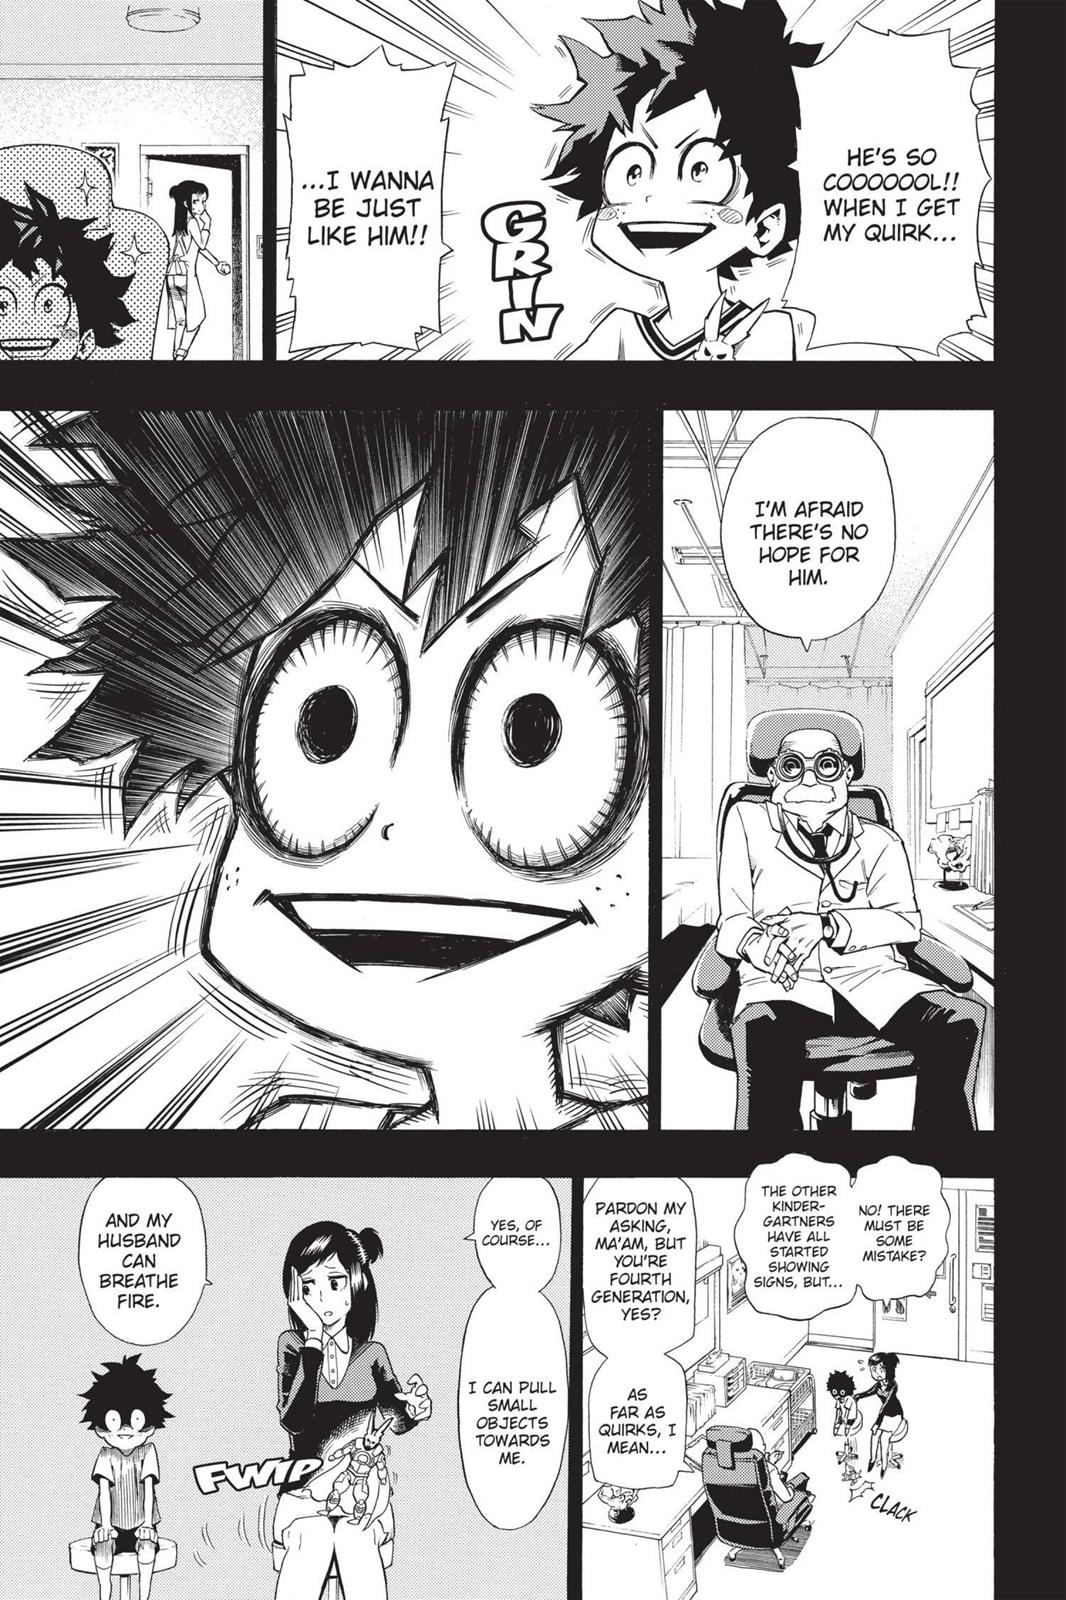 HE'S SO
COOOOOOL!!
WHEN I GET
MY QUIRK...
GRIN
...I WANNA
BE JUST
LIKE HIM!!
I'M AFRAID
THERE'S NO
HOPE FOR
HIM.
NO! THERE
MUST BE
SOME
MISTAKE?
THE OTHER
KINDER-
GARTNERS
HAVE ALL
STARTED
SHOWING
SIGNS, BUT...
CLACK
PARDON MY
ASKING,
MA'AM, BUT
YOU'RE
FOURTH
GENERATION,
YES?
AS
FAR AS
QUIRKS, I
MEAN...
YES, OF
COURSE...
I CAN PULL
SMALL
OBJECTS
TOWARDS
ME.
FWIP
AND MY
HUSBAND
CAN
BREATHE
FIRE.